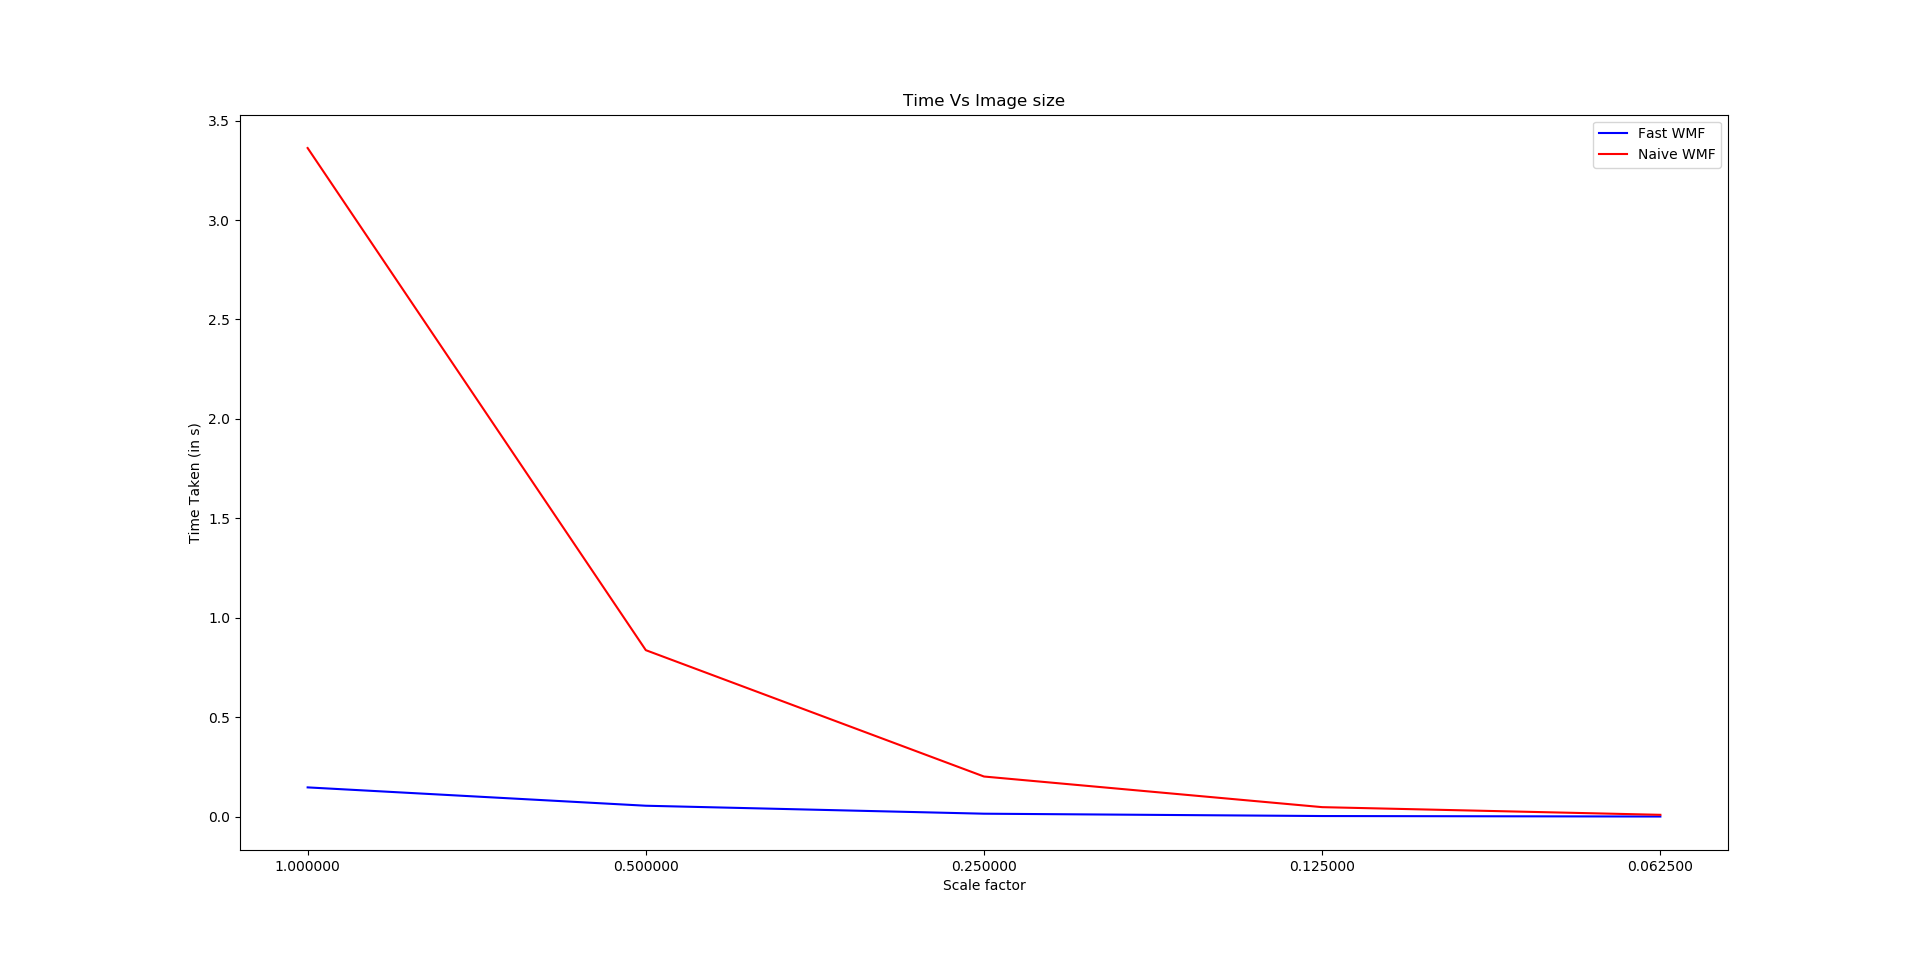 Time Vs Image size
Fast WMF
Naive WMF
3.5
3.0
2.5
2.0
1.5
1.0
0.5
0.0
Time Taken (in s)
1.000000 0.500000 0.250000 0.125000 0.062500
Scale factor